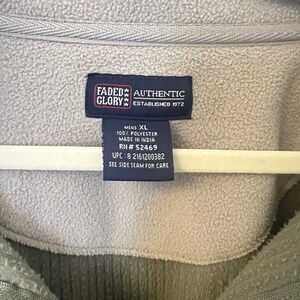 FADED GLORY
AUTHENTIC
ESTABLISHED 1972
MENS XL
100% POLYESTER
MADE IN INDIA
RN# 52469
UPC: 8 2161200382
SEE SIDE SEAM FOR CARE